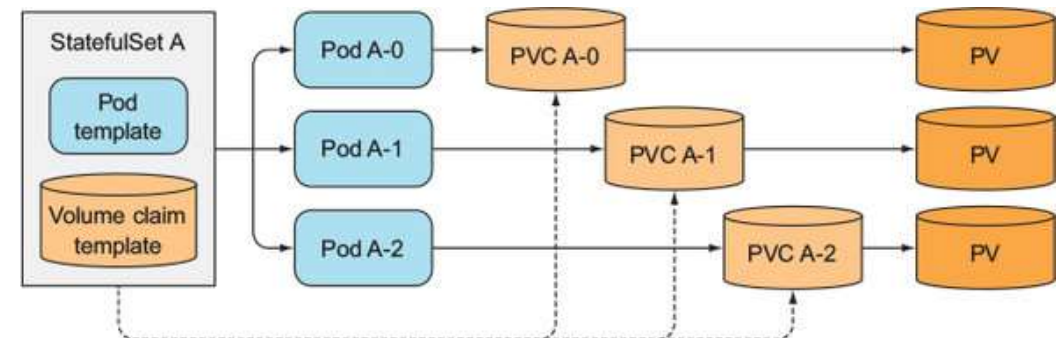 StatefulSet A
Pod
template
Volume claim
template
Pod A-0
PVC A-0
PV
Pod A-1
PVC A-1
PV
Pod A-2
PVC A-2
PV